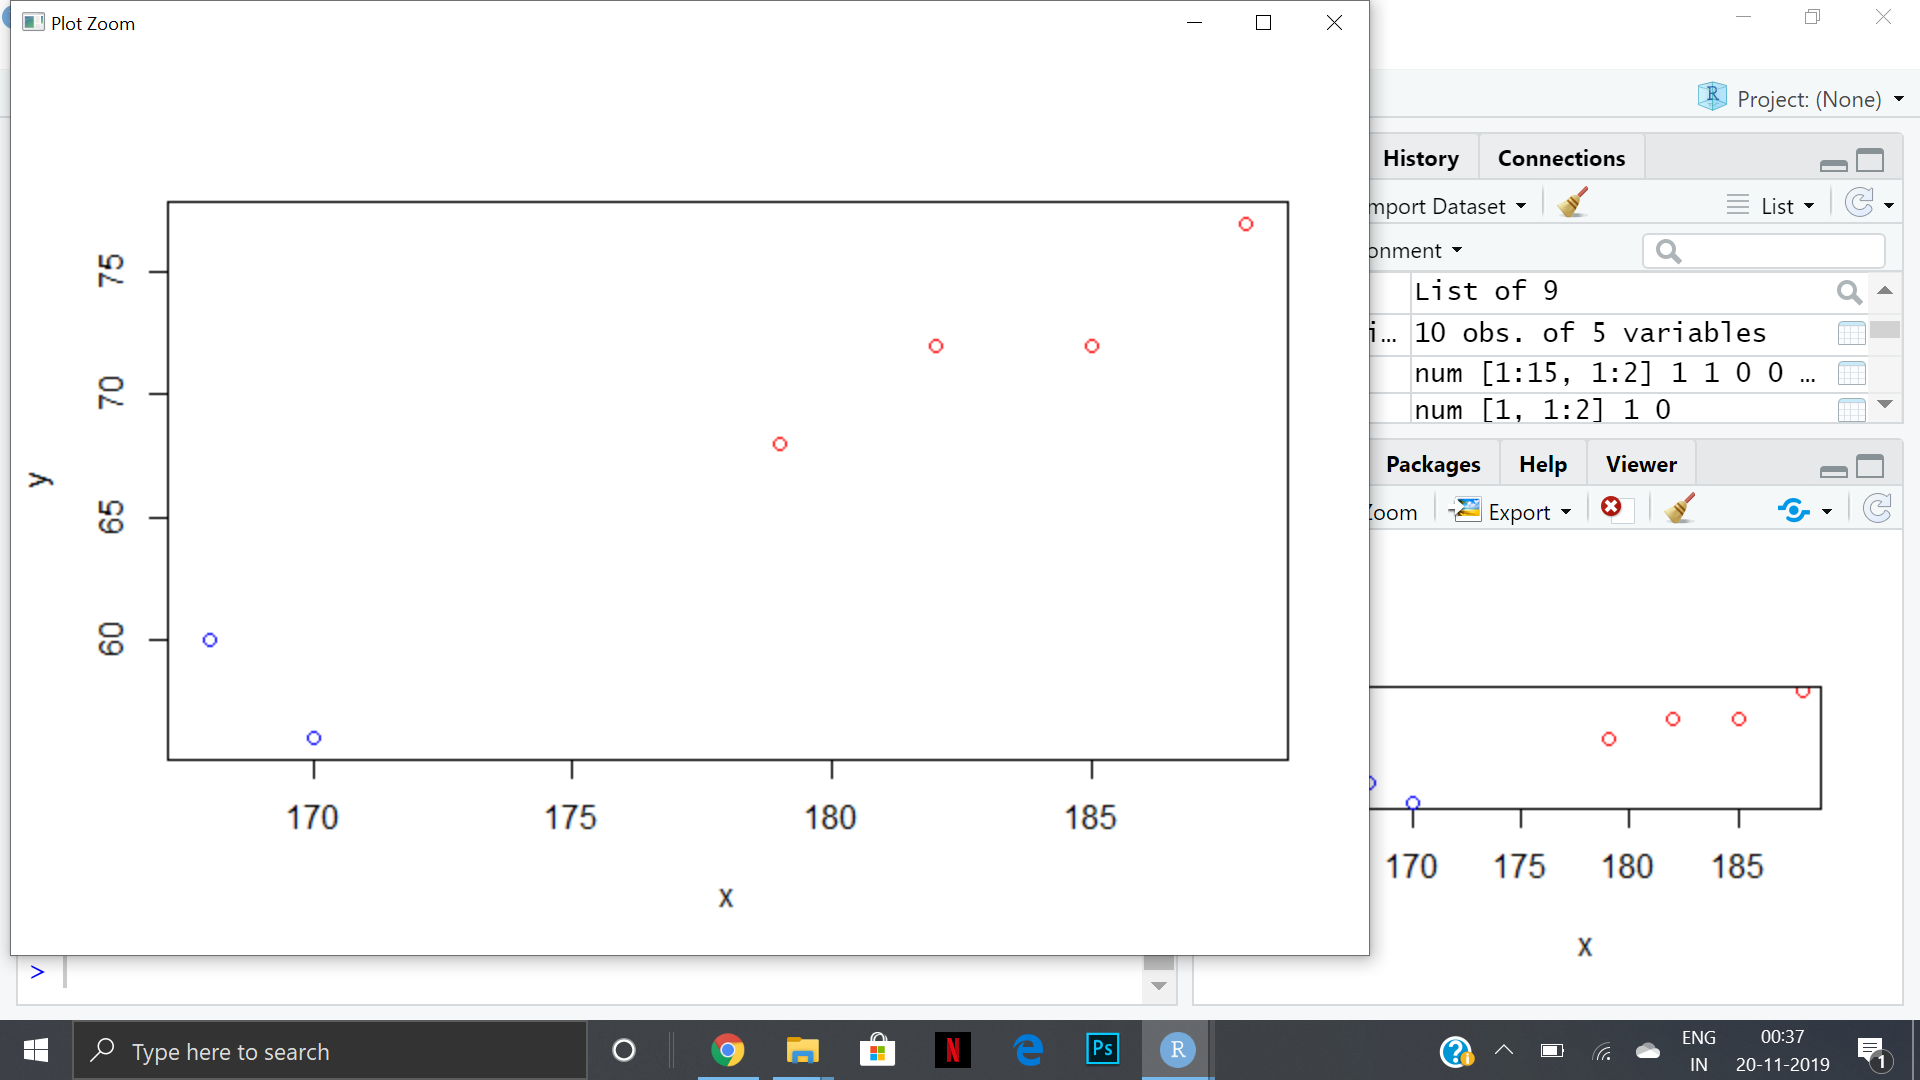 Plot Zoom
75
70
65
60
y
170 175 180 185
x
Project: (None)
History Connections
mport Dataset
List
onment
List of 9
i... 10 obs. of 5 variables
num [1:15, 1:2] 1 1 0 0 ...
num [1, 1:2] 1 0
Packages Help Viewer
Zoom Export
170 175 180 185
x
>
Type here to search
N
Ps
R
ENG
IN
00:37
20-11-2019
1